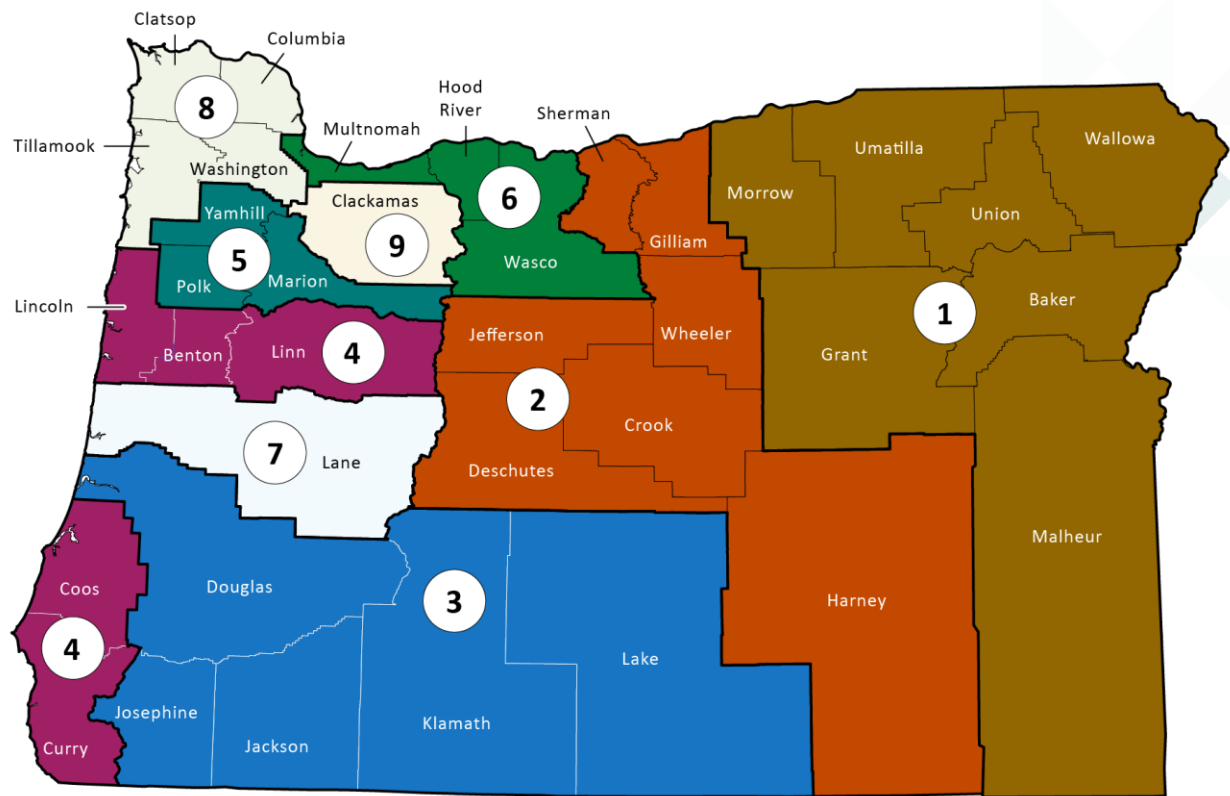 Clatsop
Columbia
8
Hood
River
Multnomah
Sherman
Tillamook
Washington
Umatilla
Wallowa
Morrow
Union
Yamhill
Clackamas
6
Gilliam
5
9
Wasco
Polk
Marion
Lincoln
Baker
1
Jefferson
Wheeler
Grant
Benton
Linn
4
2
Crook
7
Lane
Deschutes
Malheur
Coos
Douglas
3
Harney
4
Lake
Josephine
Klamath
Curry
Jackson